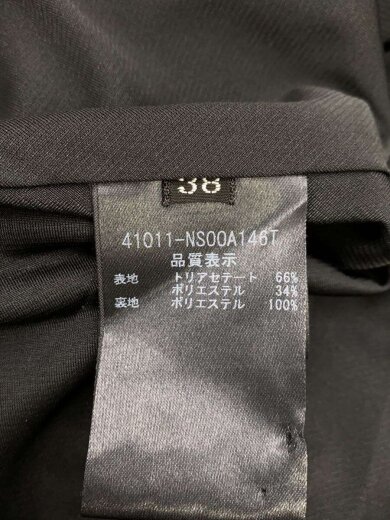 38
41011-NS00A146T
品質表示
表地 トリアセテート 66%
ポリエステル 34%
裏地 ポリエステル 100%